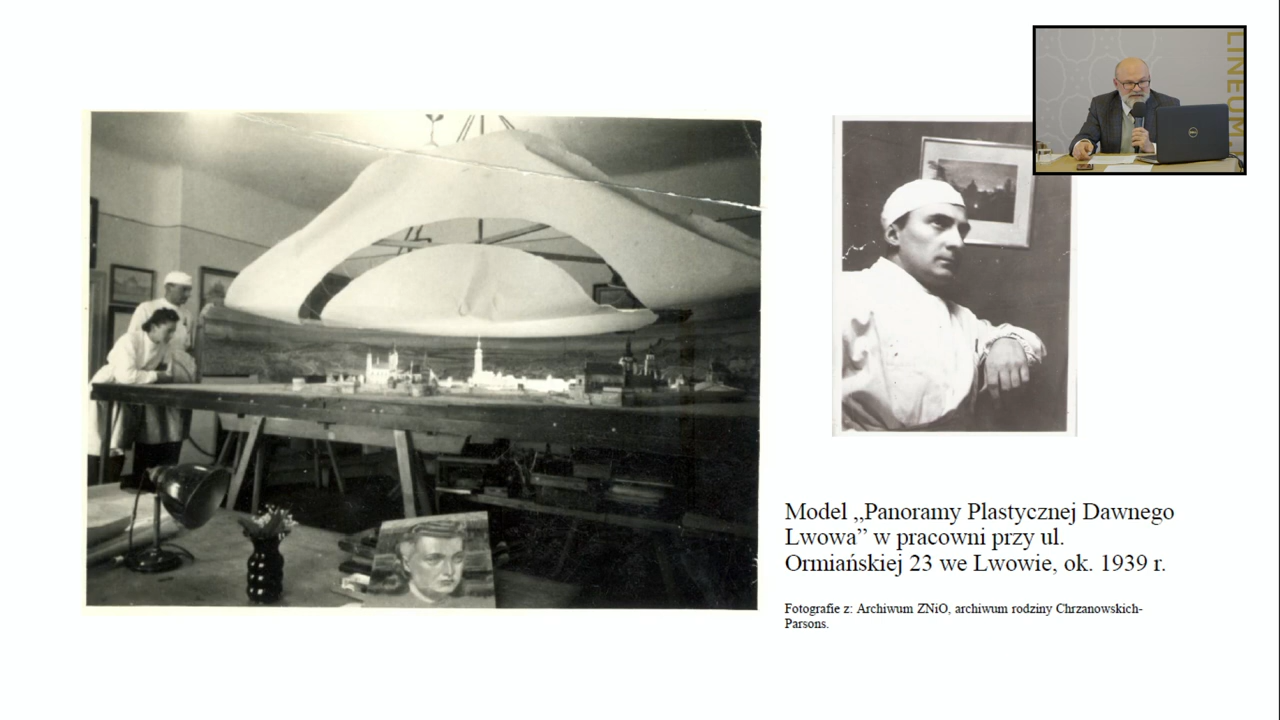 LINEUM
Model „Panoramy Plastycznej Dawnego
Lwowa” w pracowni przy ul.
Ormiańskiej 23 we Lwowie, ok. 1939 r.
Fotografie z: Archiwum ZNiO, archiwum rodziny Chrzanowskich-
Parsons.